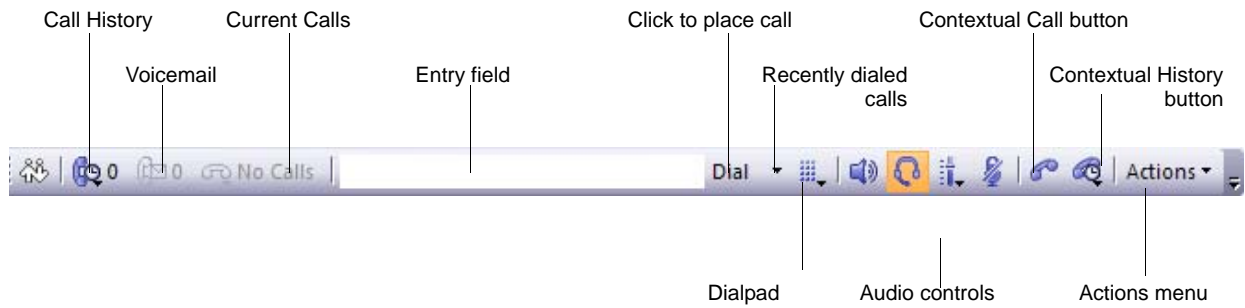 Call History
Current Calls
Click to place call
Contextual Call button
Voicemail
Entry field
Recently dialed
calls
Contextual History
button
0
0
No Calls
Dial
Actions
Dialpad
Audio controls
Actions menu